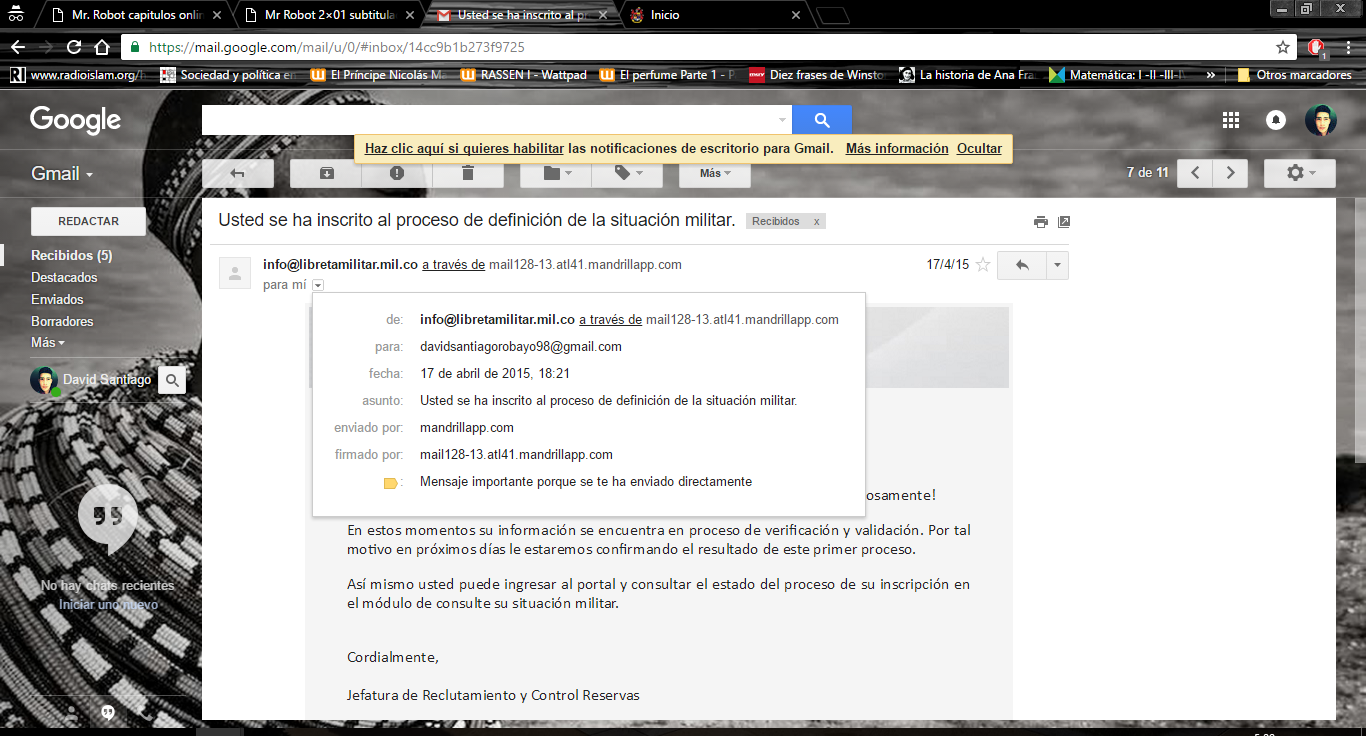 Mr. Robot capitulos onlin
Mr Robot 2×01 subtitula
Usted se ha inscrito al pr
Inicio
https://mail.google.com/mail/u/0/#inbox/14cc9b1b273f9725
1
www.radioislam.org/h
Sociedad y política en
El Príncipe Nicolás Ma
RASSEN I - Wattpad
El perfume Parte 1 - P
Diez frases de Winsto
La historia de Ana Fra
Matemática: I -II -III-I
»
Otros marcadores
Google
Haz clic aquí si quieres habilitar las notificaciones de escritorio para Gmail. Más información Ocultar
Gmail
Más
7 de 11
REDACTAR
Usted se ha inscrito al proceso de definición de la situación militar.
Recibidos x
Recibidos (5)
Destacados
Enviados
Borradores
Más
David Santiago
No hay chats recientes
Iniciar uno nuevo
info@libretamilitar.mil.co a través de mail128-13.atl41.mandrillapp.com
17/4/15
para mí
de: info@libretamilitar.mil.co a través de mail128-13.atl41.mandrillapp.com
para: davidsantiagorobayo98@gmail.com
fecha: 17 de abril de 2015, 18:21
asunto: Usted se ha inscrito al proceso de definición de la situación militar.
enviado por: mandrillapp.com
firmado por: mail128-13.atl41.mandrillapp.com
: Mensaje importante porque se te ha enviado directamente
osamente!
En estos momentos su información se encuentra en proceso de verificación y validación. Por tal
motivo en próximos días le estaremos confirmando el resultado de este primer proceso.
Así mismo usted puede ingresar al portal y consultar el estado del proceso de su inscripción en
el módulo de consulte su situación militar.
Cordialmente,
Jefatura de Reclutamiento y Control Reservas